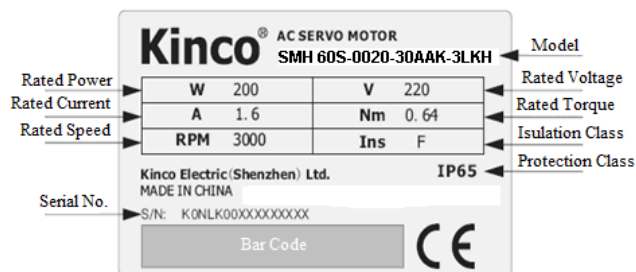 Kinco® AC SERVO MOTOR
SMH 60S-0020-30AAK-3LKH
Model
Rated Power
W 200 V 220
Rated Voltage
Rated Current
A 1.6 Nm 0.64
Rated Torque
Rated Speed
RPM 3000 Ins F
Isulation Class
Kinco Electric(Shenzhen) Ltd. IP65
Protection Class
MADE IN CHINA
Serial No.
S/N: K0NLK00XXXXXXXXX
Bar Code
CE